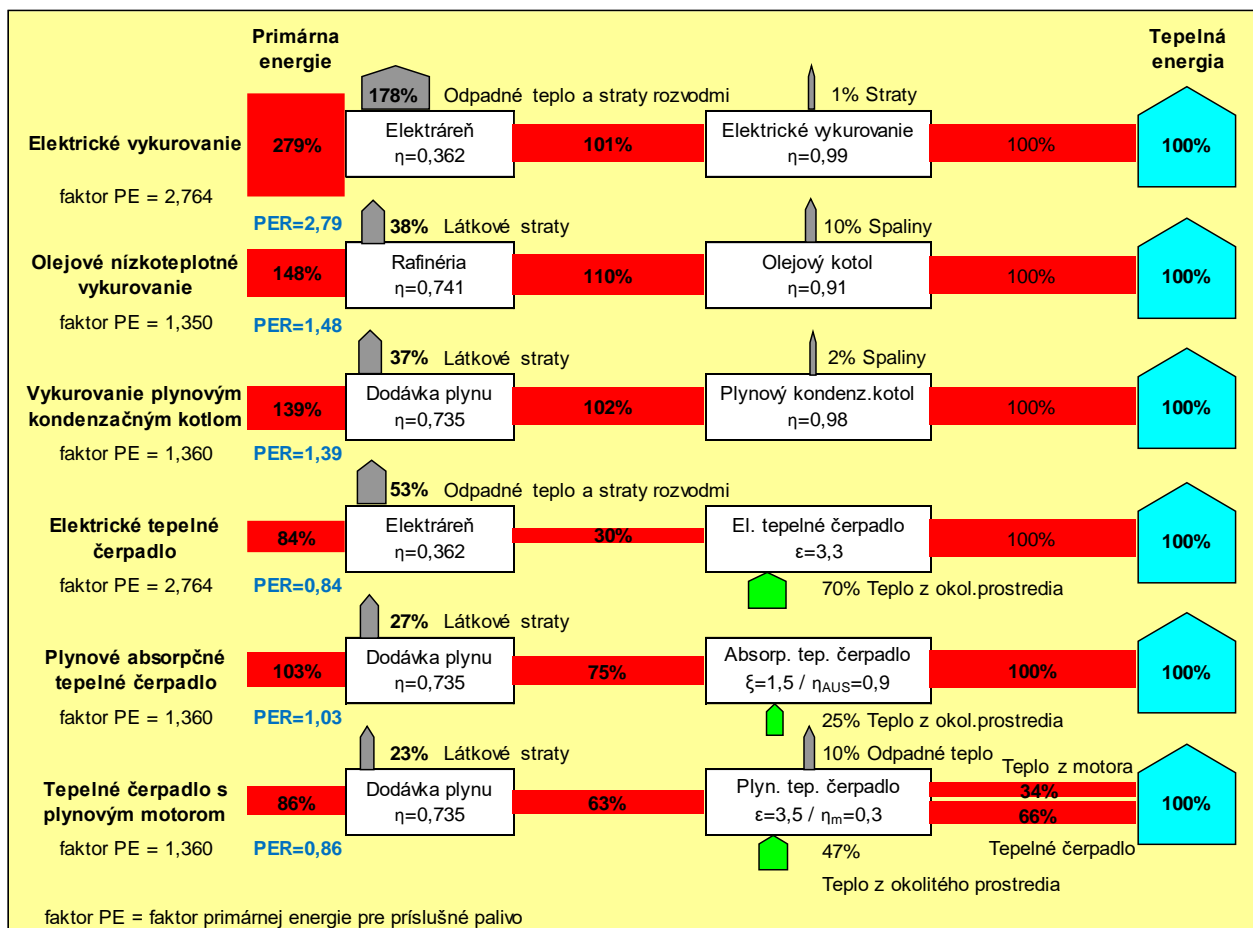 Primárna
energie
Tepelná
energia
178% Odpadné teplo a straty rozvodmi
1% Straty
Elektrické vykurovanie
279%
Elektráreň
η=0,362
101%
Elektrické vykurovanie
η=0,99
100%
100%
faktor PE = 2,764
PER=2,79
38% Látkové straty
10% Spaliny
Olejové nízkoteplotné
vykurovanie
148%
Rafinéria
η=0,741
110%
Olejový kotol
η=0,91
100%
100%
faktor PE = 1,350
PER=1,48
37% Látkové straty
2% Spaliny
Vykurovanie plynovým
kondenzačným kotlom
139%
Dodávka plynu
η=0,735
102%
Plynový kondenz.kotol
η=0,98
100%
100%
faktor PE = 1,360
PER=1,39
53% Odpadné teplo a straty rozvodmi
Elektrické tepelné
čerpadlo
84%
Elektráreň
η=0,362
30%
El. tepelné čerpadlo
ε=3,3
100%
100%
faktor PE = 2,764
PER=0,84
70% Teplo z okol.prostredia
27% Látkové straty
Plynové absorpčné
tepelné čerpadlo
103%
Dodávka plynu
η=0,735
75%
Absorp. tep. čerpadlo
ξ=1,5 / ηAUS=0,9
100%
100%
faktor PE = 1,360
PER=1,03
25% Teplo z okol.prostredia
23% Látkové straty
10% Odpadné teplo
Tepelné čerpadlo s
plynovým motorom
86%
Dodávka plynu
η=0,735
63%
Plyn. tep. čerpadlo
ε=3,5 / ηm=0,3
Teplo z motora
34%
66%
Tepelné čerpadlo
100%
faktor PE = 1,360
PER=0,86
47%
Teplo z okolitého prostredia
faktor PE = faktor primárnej energie pre príslušné palivo